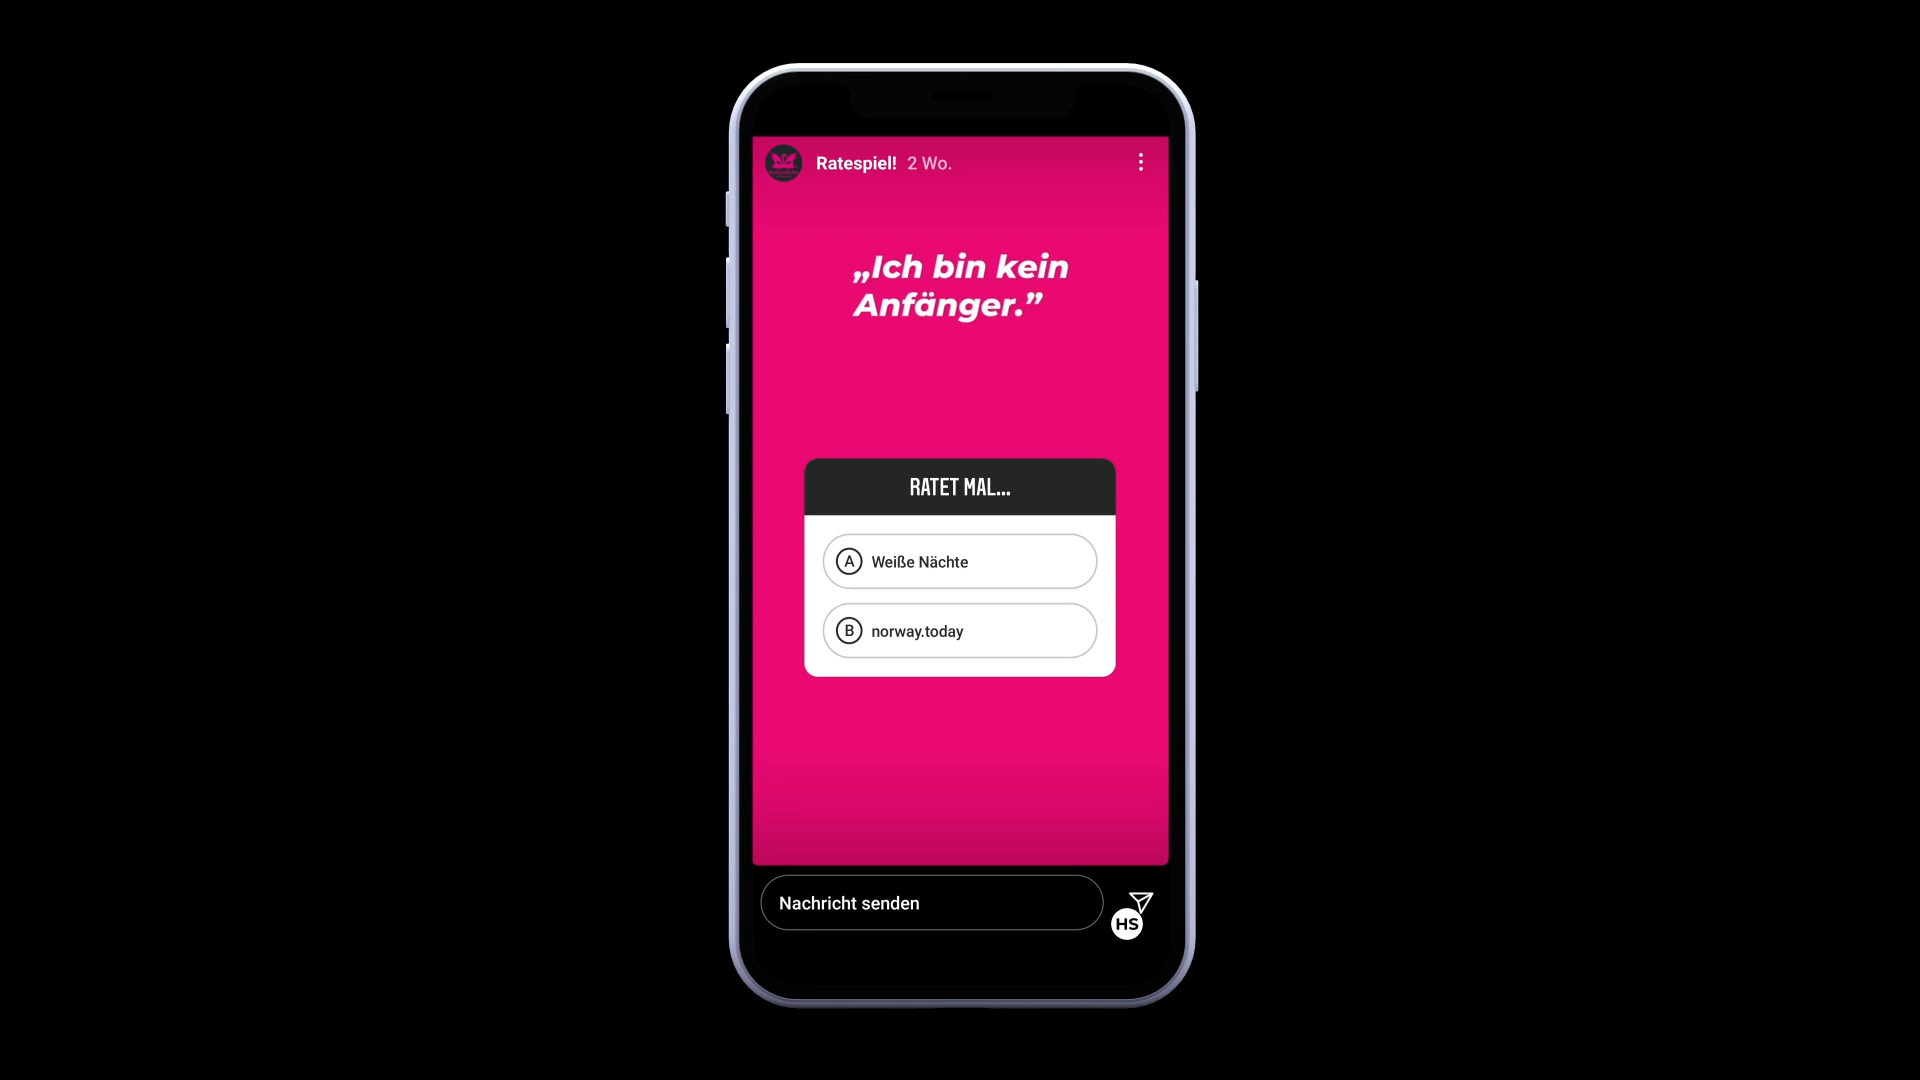 Ratespiel! 2 Wo.
„Ich bin kein
Anfänger.”
RATET MAL...
A Weiße Nächte
B norway.today
Nachricht senden
HS